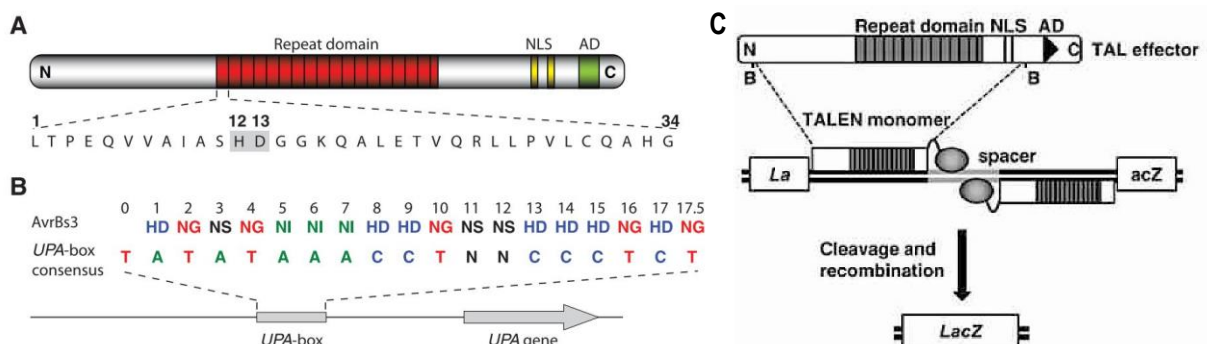 A
Repeat domain NLS AD
N C
1 12 13 34
L T P E Q V V A I A S H D G G K Q A L E T V Q R L L P V L C Q A H G
B
0 1 2 3 4 5 6 7 8 9 10 11 12 13 14 15 16 17 17.5
AvrBs3 HD NG NS NG NI NI NI HD HD NG NS NS HD HD HD NG HD NG
UPA-box T A T A T A A A C C T N N C C C T C T
consensus
UPA-box UPA gene
C
Repeat domain NLS AD
N C TAL effector
B B
TALEN monomer
spacer
La acZ
Cleavage and
recombination
LacZ